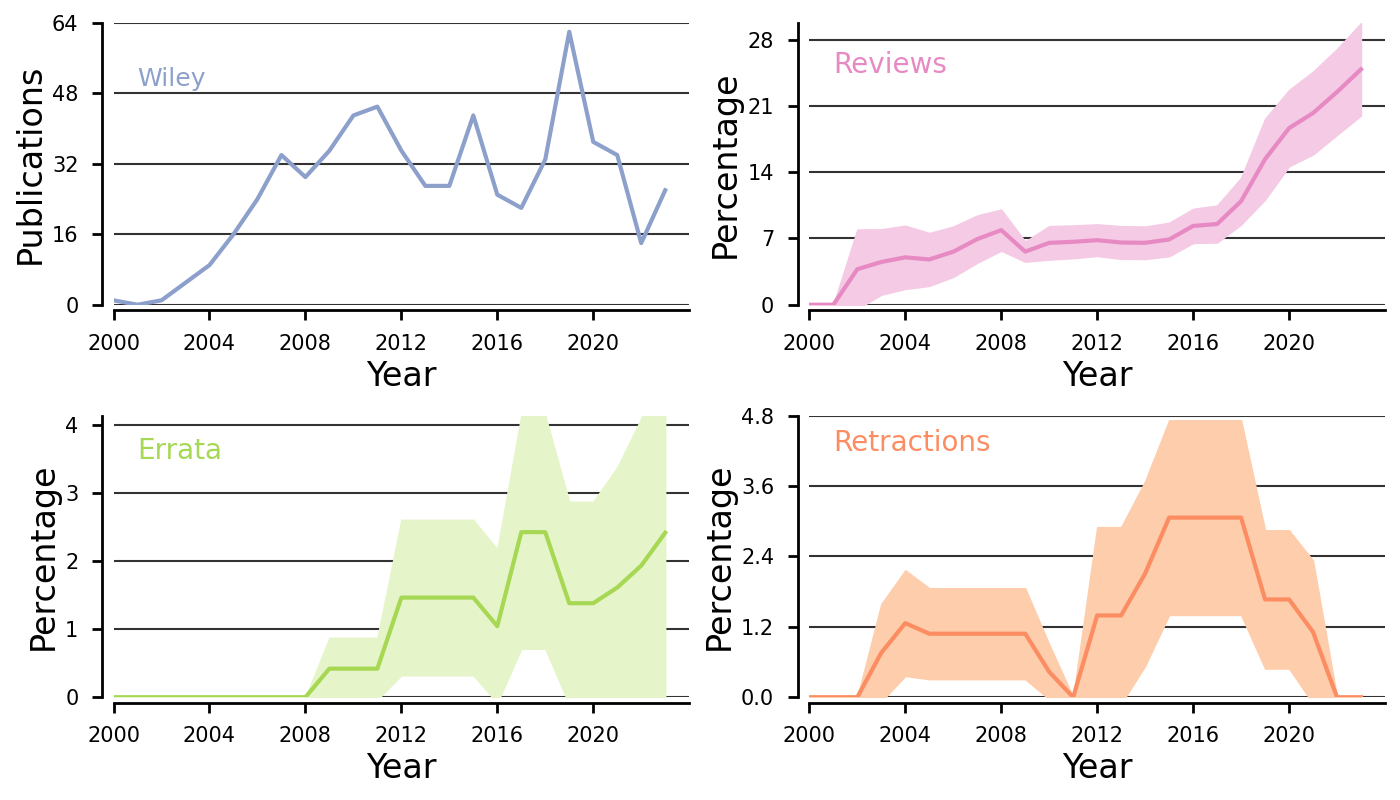 Wiley
Publications
64
48
32
16
0
2000 2004 2008 2012 2016 2020
Year
Reviews
Percentage
28
21
14
7
0
2000 2004 2008 2012 2016 2020
Year
Errata
Percentage
4
3
2
1
0
2000 2004 2008 2012 2016 2020
Year
Retractions
Percentage
4.8
3.6
2.4
1.2
0.0
2000 2004 2008 2012 2016 2020
Year